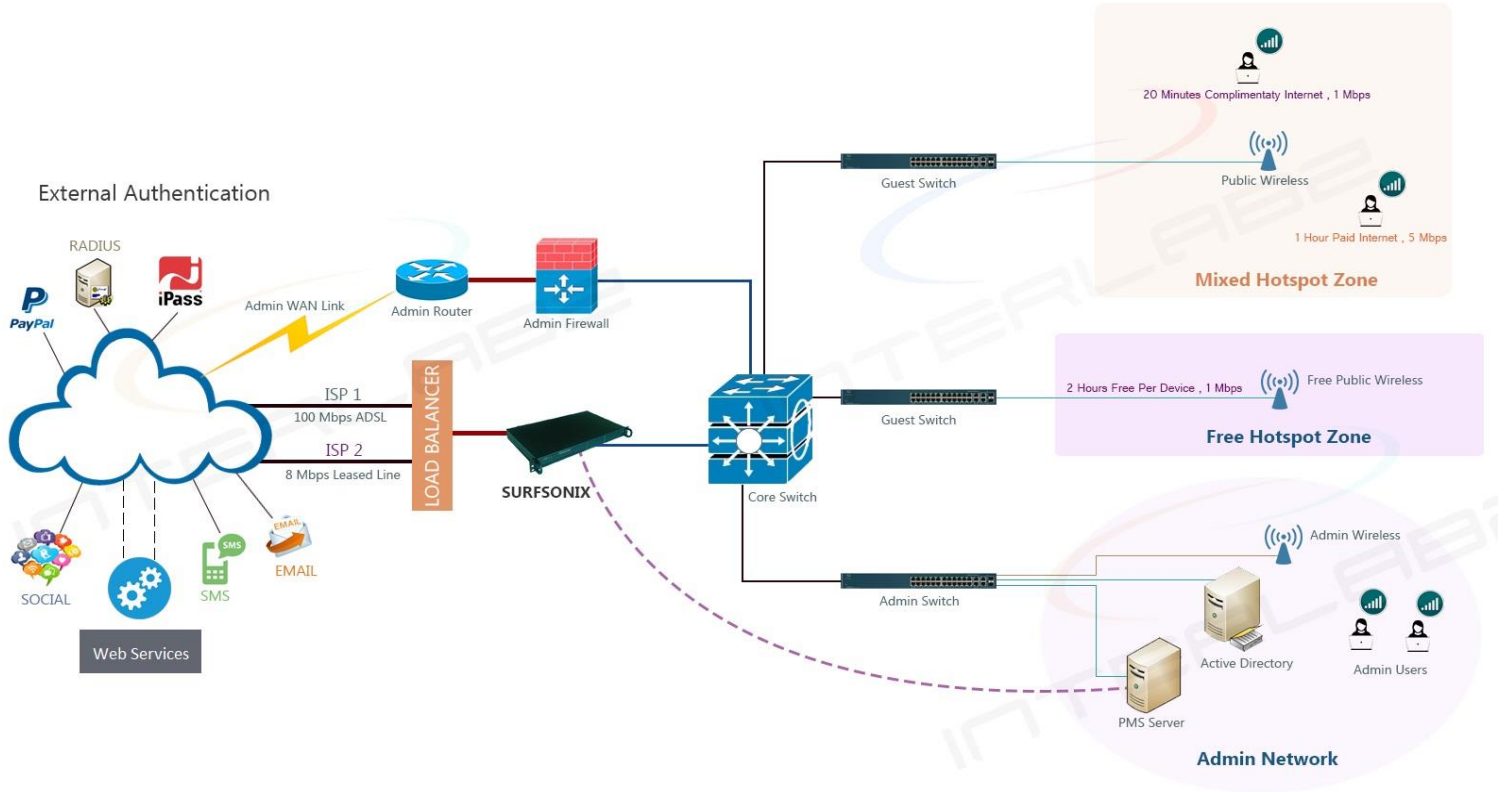 20 Minutes Complimentaty Internet , 1 Mbps
Guest Switch
Public Wireless
1 Hour Paid Internet , 5 Mbps
Mixed Hotspot Zone
External Authentication
RADIUS
iPass
PayPal
Admin WAN Link
Admin Router
Admin Firewall
ISP 1
100 Mbps ADSL
ISP 2
8 Mbps Leased Line
LOAD BALANCER
SURFSONIX
Core Switch
Guest Switch
2 Hours Free Per Device , 1 Mbps
Free Public Wireless
Free Hotspot Zone
SOCIAL
Web Services
SMS
SMS
EMAIL
EMAIL
Admin Switch
Admin Wireless
Active Directory
Admin Users
PMS Server
Admin Network
INTERLABZ
INTERLABZ
INTERLABZ